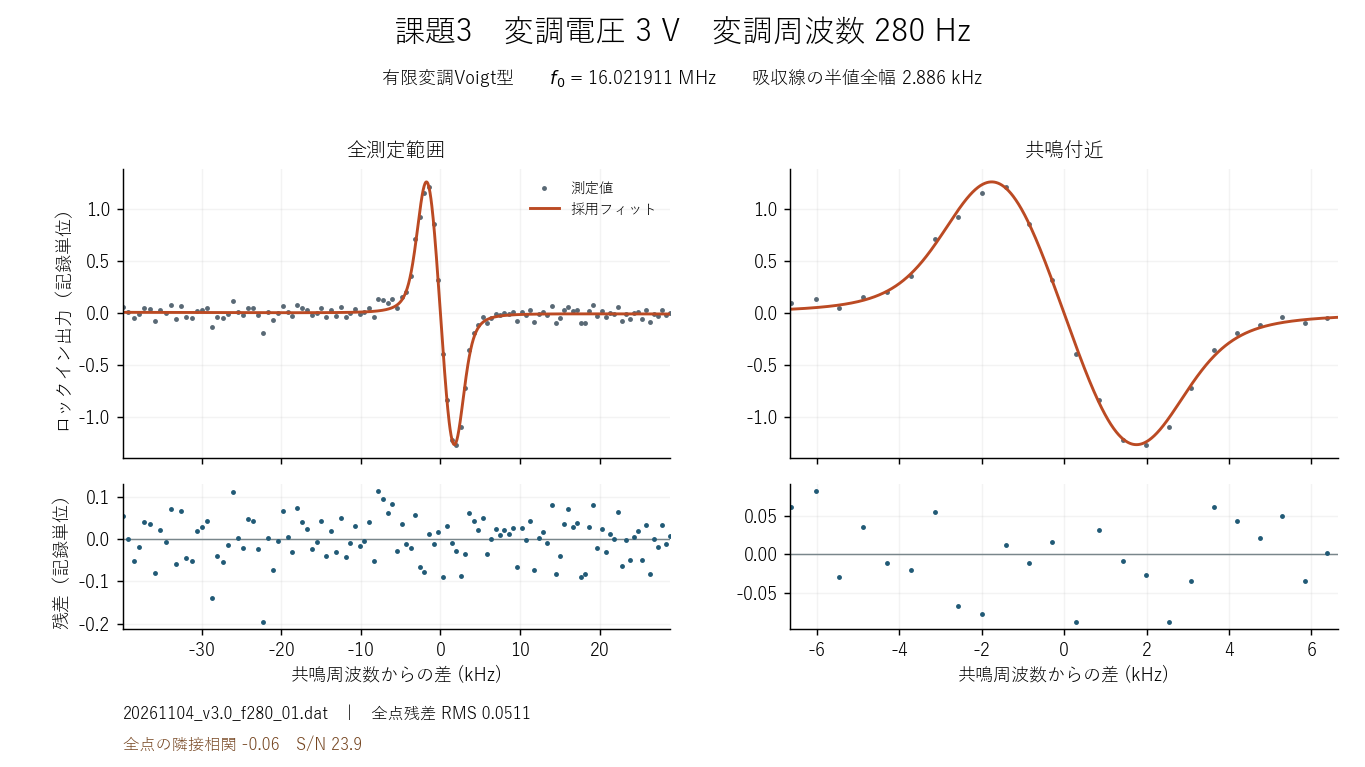 課題3　変調電圧 3 V　変調周波数 280 Hz
有限変調Voigt型　　f0 = 16.021911 MHz　　吸収線の半値全幅 2.886 kHz
全測定範囲
ロックイン出力（記録単位）
1.0
0.5
0.0
-0.5
-1.0
測定値
採用フィット
共鳴付近
1.0
0.5
0.0
-0.5
-1.0
-6
-4
-2
0
2
4
6
残差（記録単位）
0.1
0.0
-0.1
-0.2
-30
-20
-10
0
10
20
共鳴周波数からの差 (kHz)
0.05
0.00
-0.05
共鳴周波数からの差 (kHz)
20261104_v3.0_f280_01.dat　|　全点残差 RMS 0.0511
全点の隣接相関 -0.06　S/N 23.9